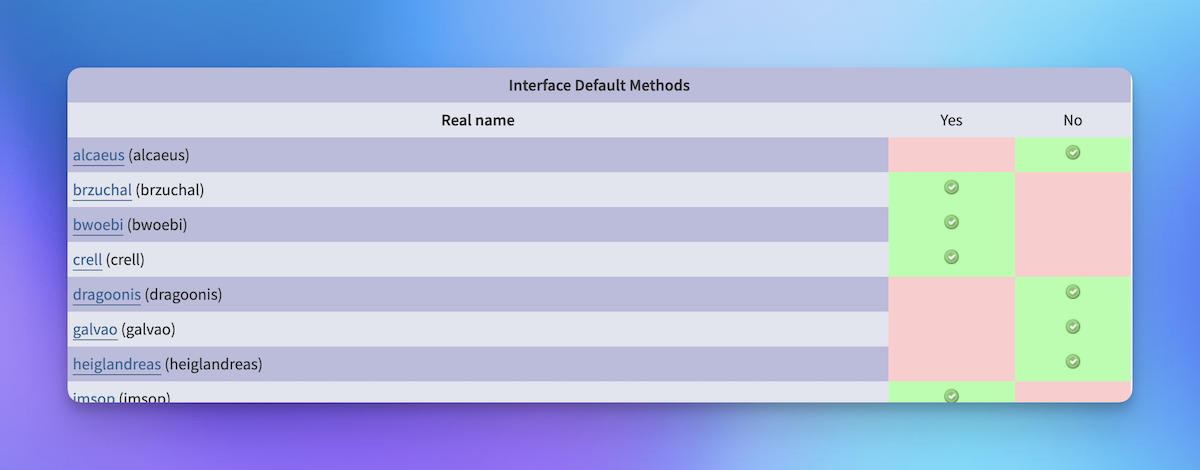 Interface Default Methods
Real name Yes No
alcaeus (alcaeus)
brzuchal (brzuchal)
bwoebi (bwoebi)
crell (crell)
dragoonis (dragoonis)
galvao (galvao)
heiglandreas (heiglandreas)
imsop (imsop)